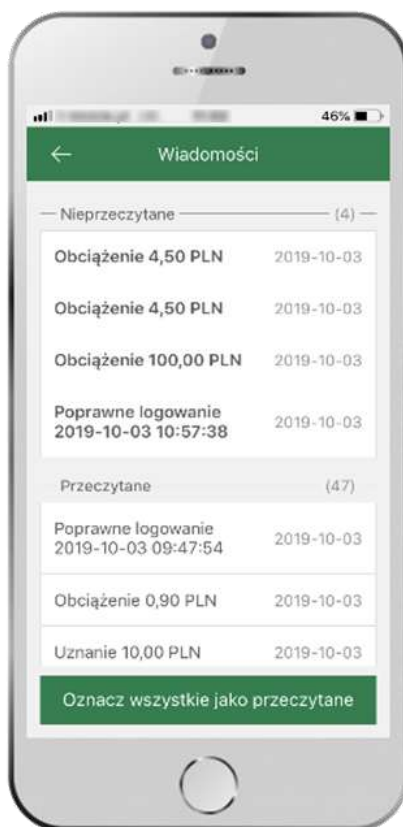 46%
Wiadomości
Nieprzeczytane (4)
Obciążenie 4,50 PLN 2019-10-03
Obciążenie 4,50 PLN 2019-10-03
Obciążenie 100,00 PLN 2019-10-03
Poprawne logowanie
2019-10-03 10:57:38 2019-10-03
Przeczytane (47)
Poprawne logowanie
2019-10-03 09:47:54 2019-10-03
Obciążenie 0,90 PLN 2019-10-03
Uznanie 10,00 PLN 2019-10-03
Oznacz wszystkie jako przeczytane